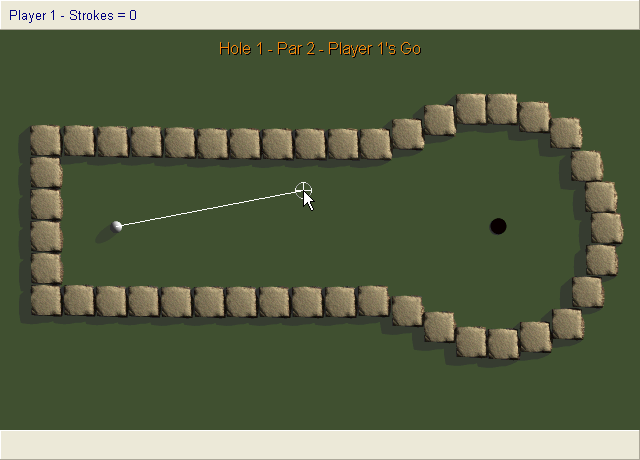 Player 1 - Strokes = 0
Hole 1 - Par 2 - Player 1's Go